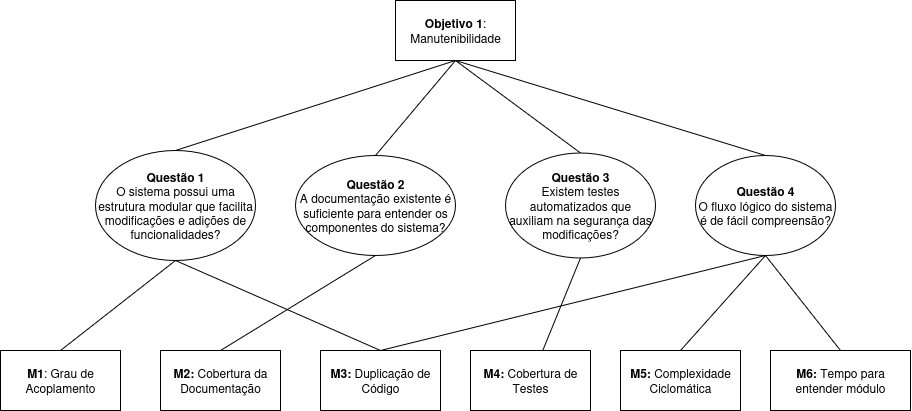 Objetivo 1:
Manutenibilidade
Questão 1
O sistema possui uma
estrutura modular que facilita
modificações e adições de
funcionalidades?
Questão 2
A documentação existente é
suficiente para entender os
componentes do sistema?
Questão 3
Existem testes
automatizados que
auxiliam na segurança das
modificações?
Questão 4
O fluxo lógico do sistema
é de fácil compreensão?
M1: Grau de
Acoplamento
M2: Cobertura da
Documentação
M3: Duplicação de
Código
M4: Cobertura de
Testes
M5: Complexidade
Ciclomática
M6: Tempo para
entender módulo